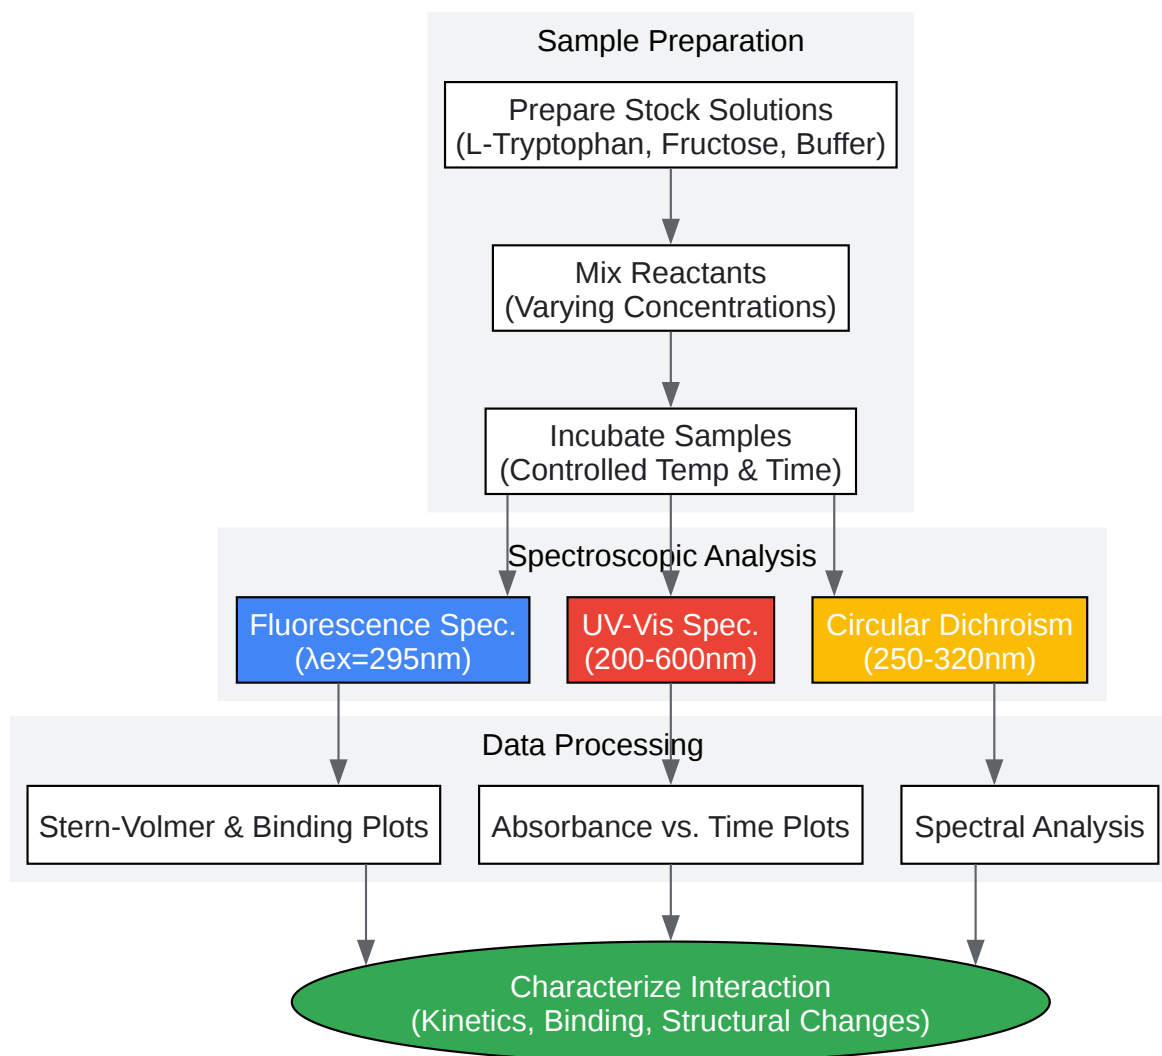 Sample Preparation
Prepare Stock Solutions
(L-Tryptophan, Fructose, Buffer)
Mix Reactants
(Varying Concentrations)
Incubate Samples
(Controlled Temp & Time)
Spectroscopic Analysis
Fluorescence Spec.
(λex=295nm)
UV-Vis Spec.
(200-600nm)
Circular Dichroism
(250-320nm)
Data Processing
Stern-Volmer & Binding Plots
Absorbance vs. Time Plots
Spectral Analysis
Characterize Interaction
(Kinetics, Binding, Structural Changes)